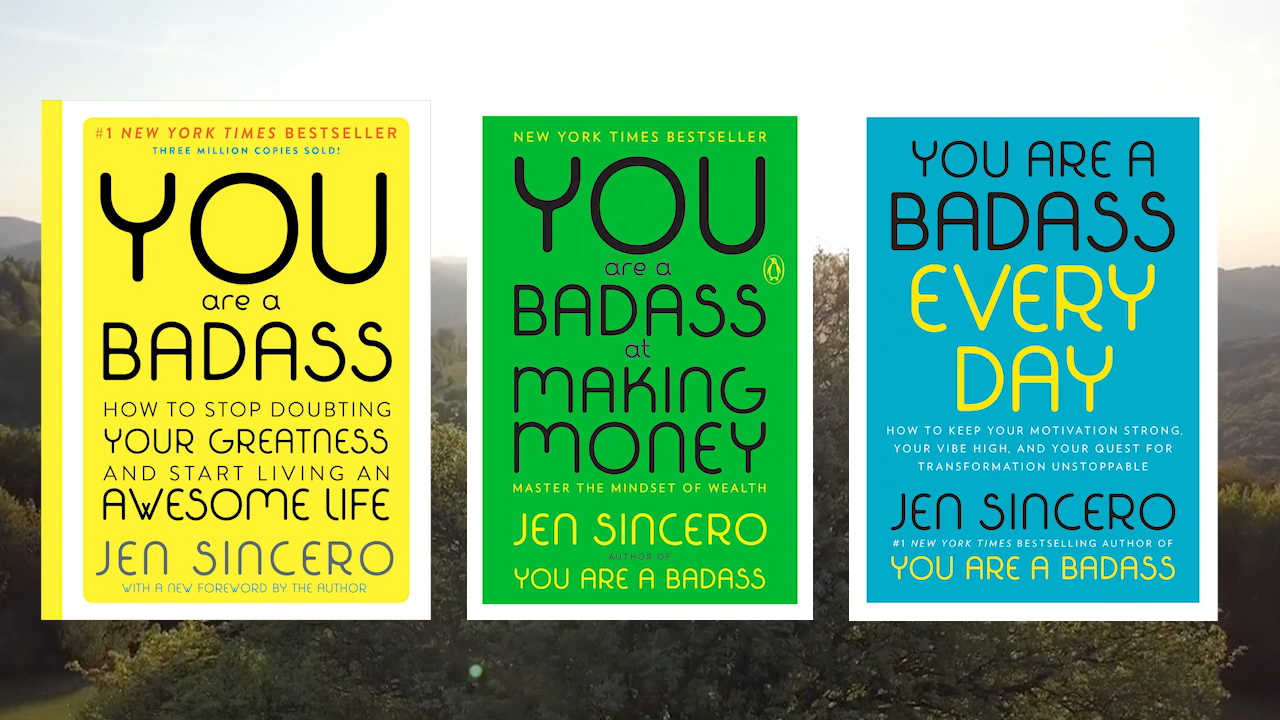 #1 NEW YORK TIMES BESTSELLER
THREE MILLION COPIES SOLD!
YOU
are a
BADASS
HOW TO STOP DOUBTING
YOUR GREATNESS
AND START LIVING AN
AWESOME LIFE
JEN SINCERO
WITH A NEW FOREWORD BY THE AUTHOR
NEW YORK TIMES BESTSELLER
YOU
are a
BADASS
at
MAKING
MONEY
MASTER THE MINDSET OF WEALTH
JEN SINCERO
AUTHOR OF
YOU ARE A BADASS
YOU ARE A
BADASS
EVERY
DAY
HOW TO KEEP YOUR MOTIVATION STRONG,
YOUR VIBE HIGH, AND YOUR QUEST FOR
TRANSFORMATION UNSTOPPABLE
JEN SINCERO
#1 NEW YORK TIMES BESTSELLING AUTHOR OF
YOU ARE A BADASS